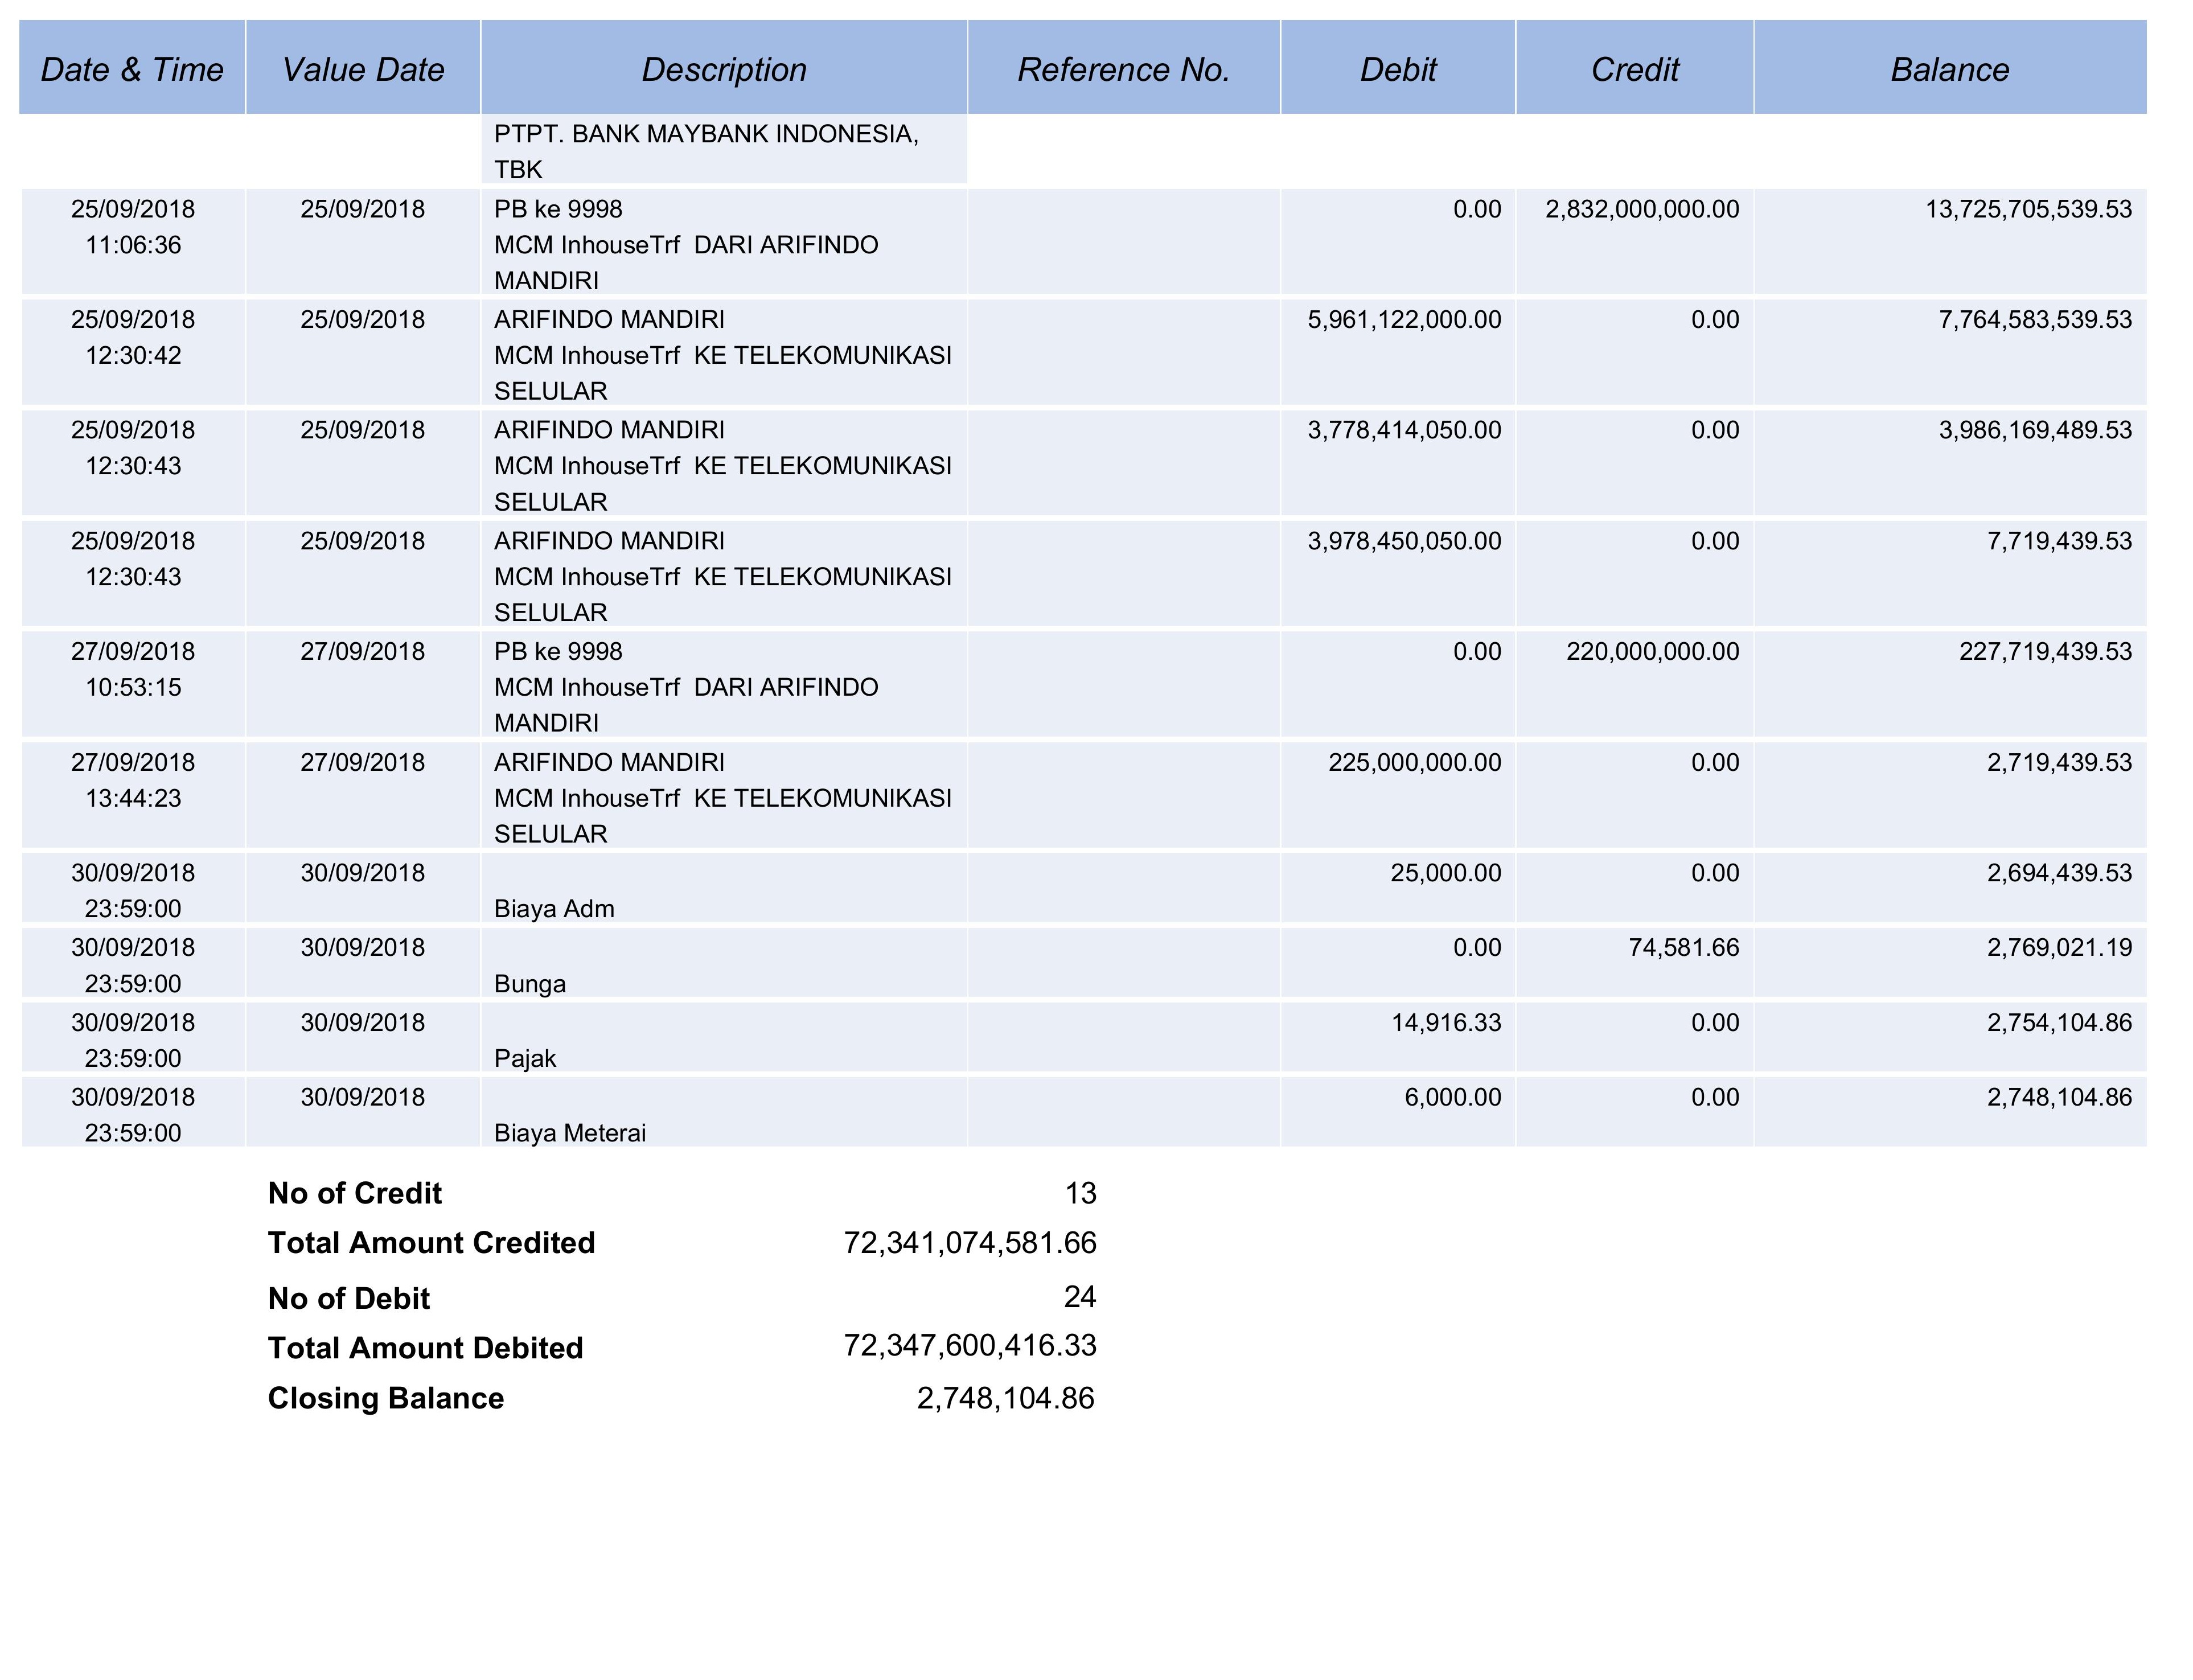 Date & Time Value Date Description Reference No. Debit Credit Balance
PTPT. BANK MAYBANK INDONESIA,
TBK
25/09/2018 25/09/2018 PB ke 9998 0.00 2,832,000,000.00 13,725,705,539.53
11:06:36 MCM InhouseTrf DARI ARIFINDO
MANDIRI
25/09/2018 25/09/2018 ARIFINDO MANDIRI 5,961,122,000.00 0.00 7,764,583,539.53
12:30:42 MCM InhouseTrf KE TELEKOMUNIKASI
SELULAR
25/09/2018 25/09/2018 ARIFINDO MANDIRI 3,778,414,050.00 0.00 3,986,169,489.53
12:30:43 MCM InhouseTrf KE TELEKOMUNIKASI
SELULAR
25/09/2018 25/09/2018 ARIFINDO MANDIRI 3,978,450,050.00 0.00 7,719,439.53
12:30:43 MCM InhouseTrf KE TELEKOMUNIKASI
SELULAR
27/09/2018 27/09/2018 PB ke 9998 0.00 220,000,000.00 227,719,439.53
10:53:15 MCM InhouseTrf DARI ARIFINDO
MANDIRI
27/09/2018 27/09/2018 ARIFINDO MANDIRI 225,000,000.00 0.00 2,719,439.53
13:44:23 MCM InhouseTrf KE TELEKOMUNIKASI
SELULAR
30/09/2018 30/09/2018 25,000.00 0.00 2,694,439.53
23:59:00 Biaya Adm
30/09/2018 30/09/2018 0.00 74,581.66 2,769,021.19
23:59:00 Bunga
30/09/2018 30/09/2018 14,916.33 0.00 2,754,104.86
23:59:00 Pajak
30/09/2018 30/09/2018 6,000.00 0.00 2,748,104.86
23:59:00 Biaya Meterai
No of Credit 13
Total Amount Credited 72,341,074,581.66
No of Debit 24
Total Amount Debited 72,347,600,416.33
Closing Balance 2,748,104.86